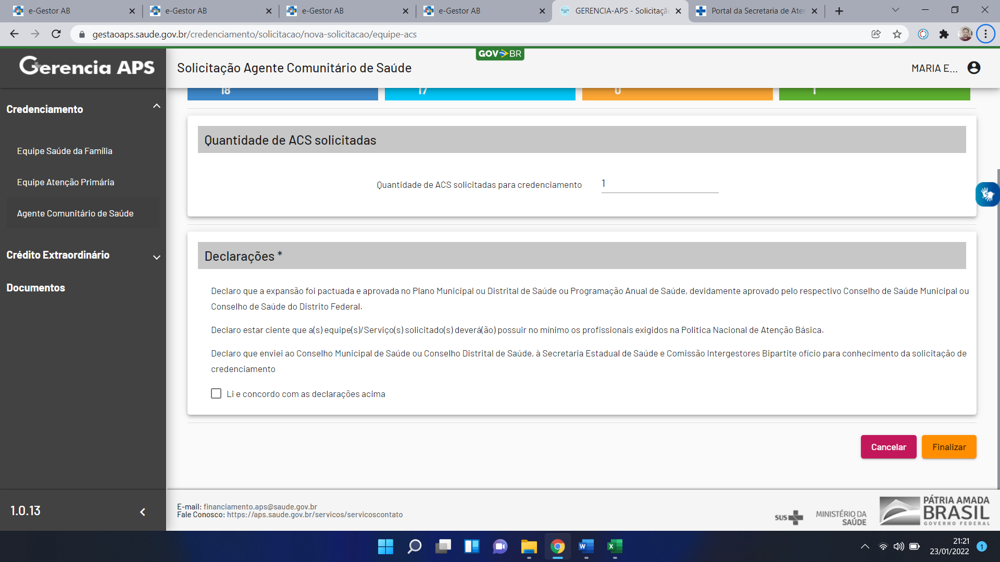 e-Gestor AB
e-Gestor AB
e-Gestor AB
e-Gestor AB
GERENCIA-APS - Solicitaçã
Portal da Secretaria de Aten
gestaoaps.saude.gov.br/credenciamento/solicitacao/nova-solicitacao/equipe-acs
GOV BR
Gerencia APS
Solicitação Agente Comunitário de Saúde
MARIA E...
18
17
0
1
Credenciamento
Equipe Saúde da Família
Equipe Atenção Primária
Agente Comunitário de Saúde
Crédito Extraordinário
Documentos
Quantidade de ACS solicitadas
Quantidade de ACS solicitadas para credenciamento
1
Declarações *
Declaro que a expansão foi pactuada e aprovada no Plano Municipal ou Distrital de Saúde ou Programação Anual de Saúde, devidamente aprovado pelo respectivo Conselho de Saúde Municipal ou
Conselho de Saúde do Distrito Federal.
Declaro estar ciente que a(s) equipe(s)/Serviço(s) solicitado(s) deverá(ão) possuir no mínimo os profissionais exigidos na Politica Nacional de Atenção Básica.
Declaro que enviei ao Conselho Municipal de Saúde ou Conselho Distrital de Saúde, à Secretaria Estadual de Saúde e Comissão Intergestores Bipartite ofício para conhecimento da solicitação de
credenciamento
Li e concordo com as declarações acima
Cancelar
Finalizar
1.0.13
E-mail: financiamento.aps@saude.gov.br
Fale Conosco: https://aps.saude.gov.br/servicos/servicoscontato
SUS
MINISTÉRIO DA
SAÚDE
PÁTRIA AMADA
BRASIL
GOVERNO FEDERAL
21:21
23/01/2022
1